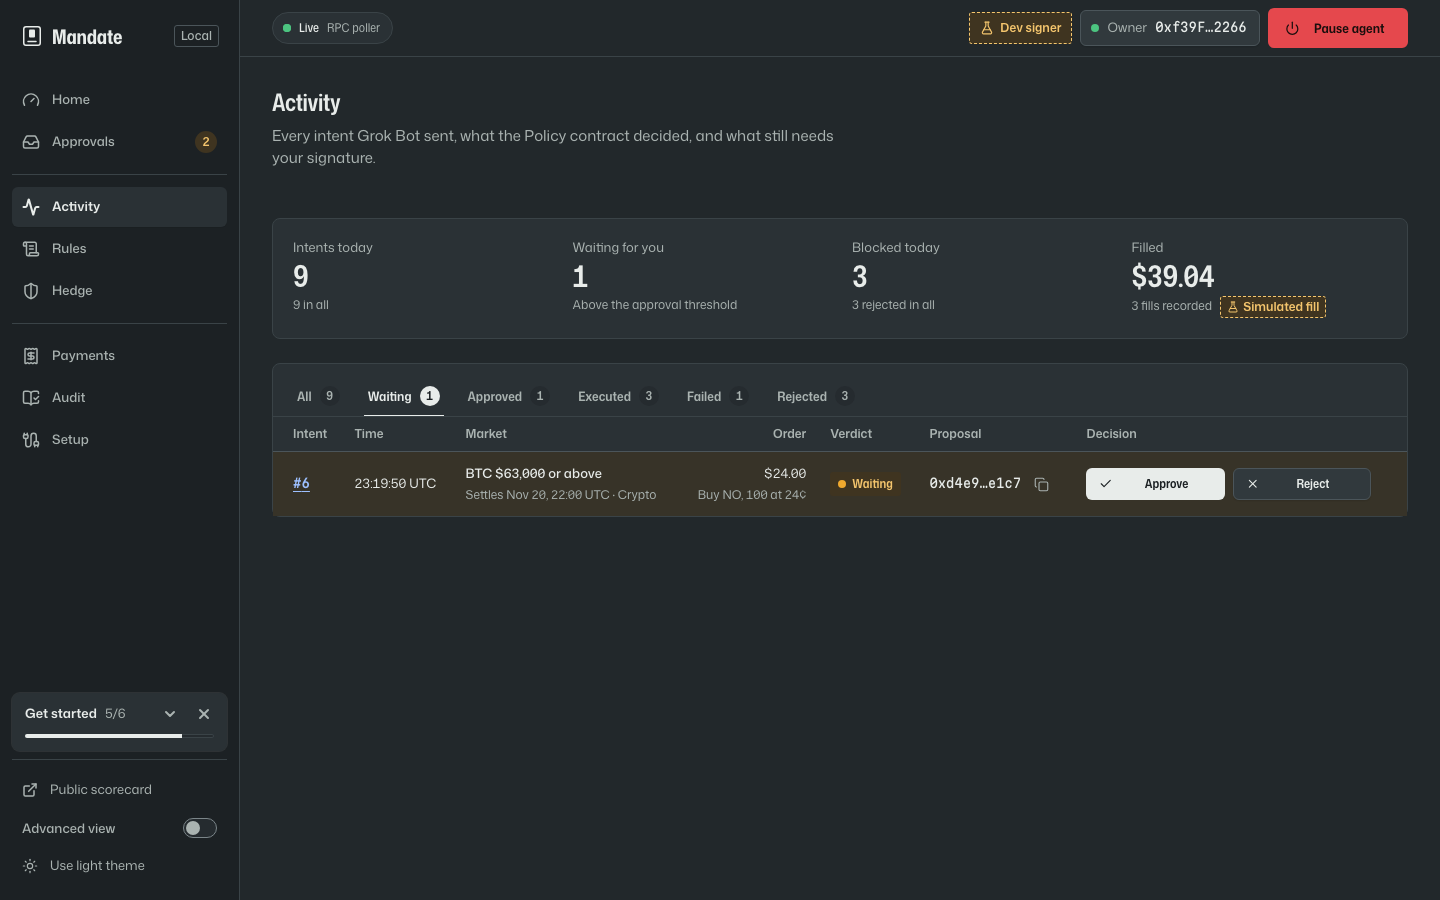 Mandate
Local
Home
Approvals 2
Activity
Rules
Hedge
Payments
Audit
Setup
Get started 5/6
Public scorecard
Advanced view
Use light theme
Live RPC poller
Dev signer
Owner 0xf39F…2266
Pause agent
Activity
Every intent Grok Bot sent, what the Policy contract decided, and what still needs
your signature.
Intents today
9
9 in all
Waiting for you
1
Above the approval threshold
Blocked today
3
3 rejected in all
Filled
$39.04
3 fills recorded Simulated fill
All 9 Waiting 1 Approved 1 Executed 3 Failed 1 Rejected 3
Intent Time Market Order Verdict Proposal Decision
#6 23:19:50 UTC BTC $63,000 or above $24.00 Waiting 0xd4e9…e1c7 Approve Reject
Settles Nov 20, 22:00 UTC · Crypto Buy NO, 100 at 24¢